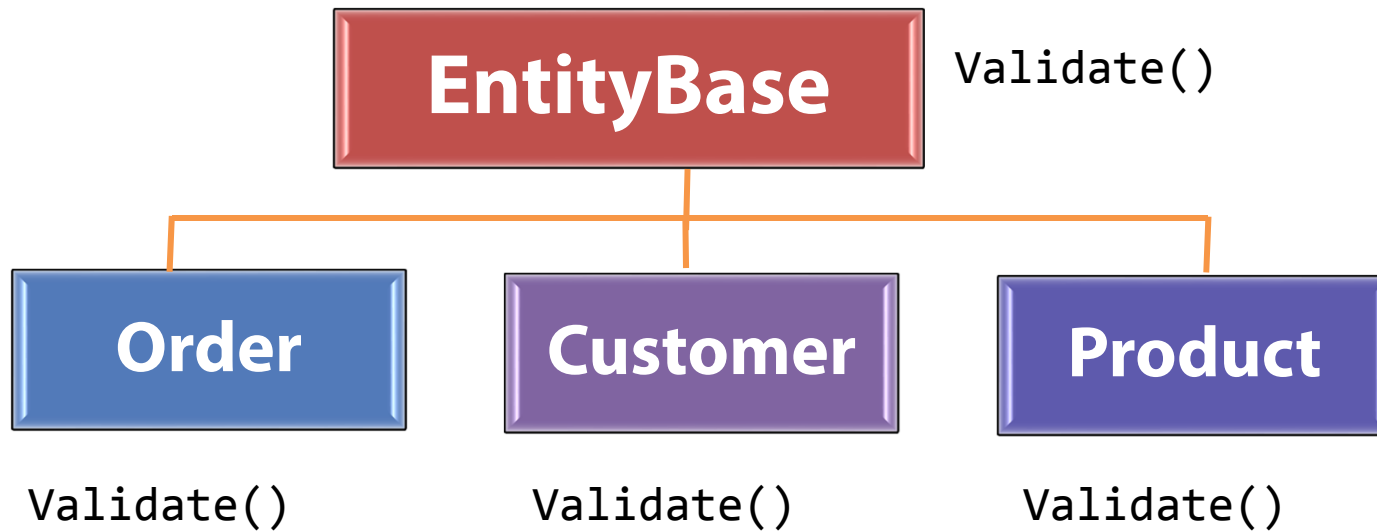 EntityBase
Validate()
Order
Customer
Product
Validate()
Validate()
Validate()